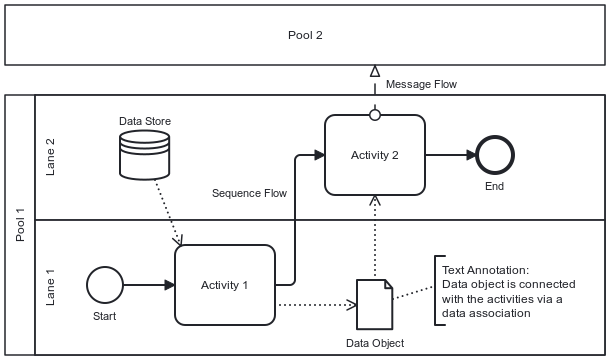 Pool 2
Message Flow
Data Store
Lane 2
Activity 2
Sequence Flow
End
Pool 1
Lane 1
Activity 1
Start
Text Annotation:
Data object is connected
with the activities via a
data association
Data Object